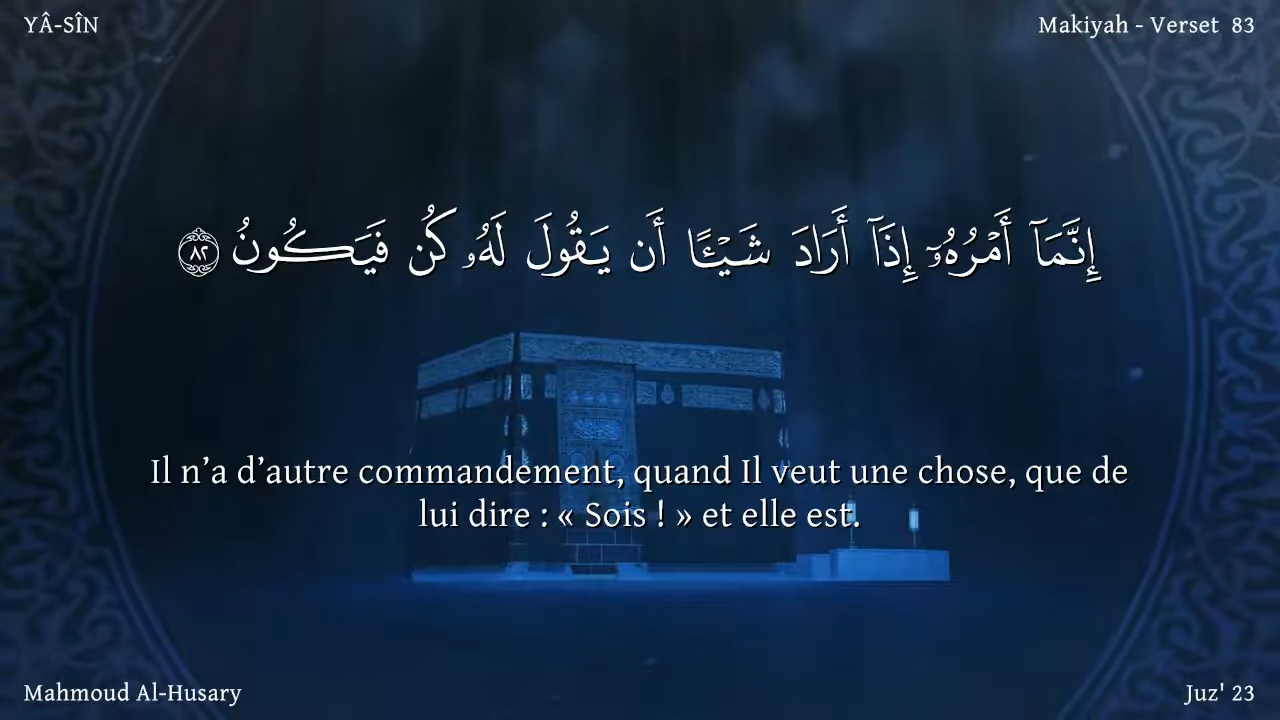 YÂ-SÎN
Makiyah - Verset 83
إِنَّمَآ أَمْرُهُۥٓ إِذَآ أَرَادَ شَيْـًٔا أَن يَقُولَ لَهُۥ كُن فَيَكُونُ ٨٢
Il n’a d’autre commandement, quand Il veut une chose, que de
lui dire : « Sois ! » et elle est.
Mahmoud Al-Husary
Juz' 23